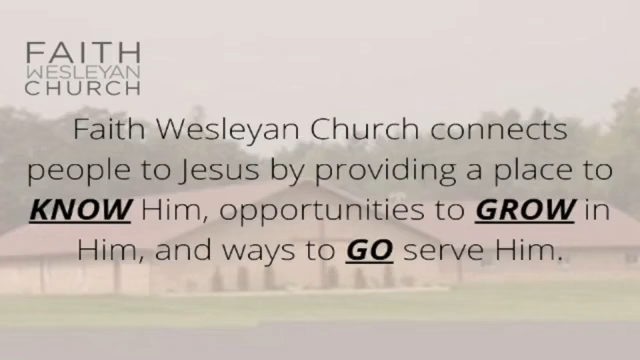 FAITH
WESLEYAN
CHURCH
Faith Wesleyan Church connects
people to Jesus by providing a place to
KNOW Him, opportunities to GROW in
Him, and ways to GO serve Him.